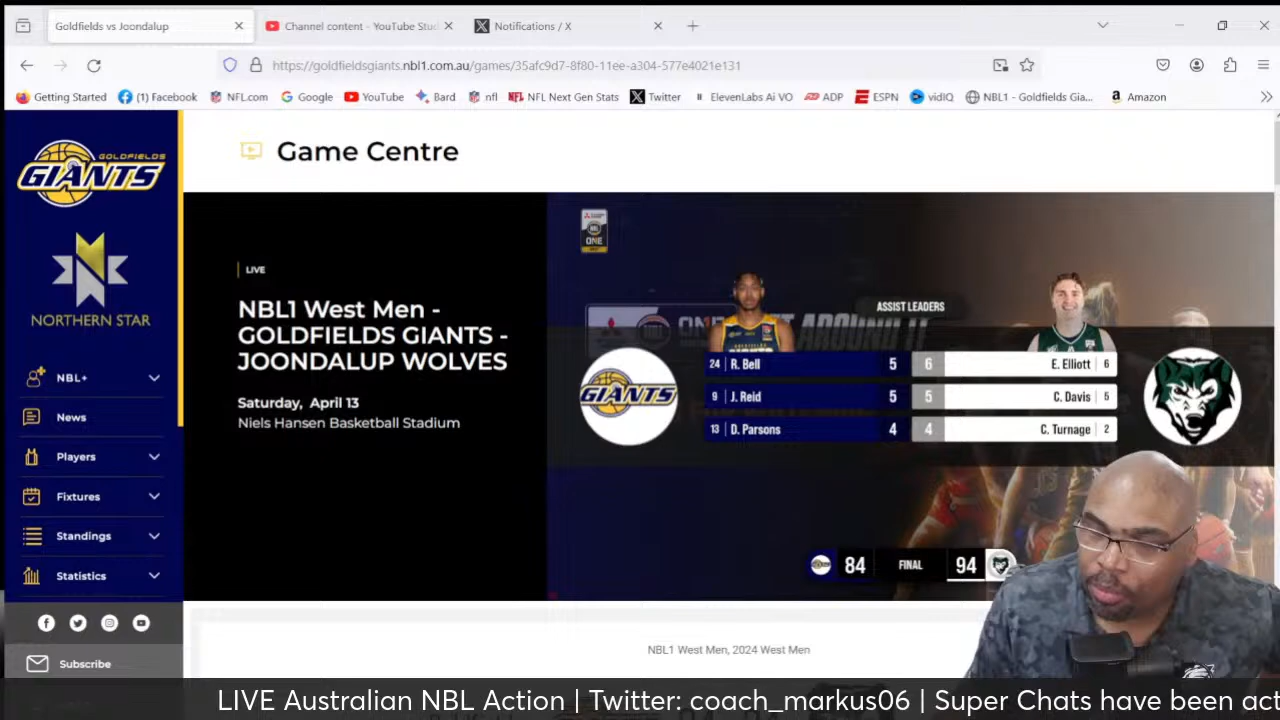 Goldfields vs Joondalup
Channel content - YouTube Stu
Notifications / X
https://goldfieldsgiants.nbl1.com.au/games/35afc9d7-8f80-11ee-a304-577e4021e131
Getting Started
(1) Facebook
NFL.com
Google
YouTube
Bard
.nfl
NFL Next Gen Stats
Twitter
ElevenLabs Ai VO
ADP
ESPN
vidIQ
NBL1 - Goldfields Gia...
Amazon
GOLDFIELDS
GIANTS
NORTHERN STAR
NBL+
News
Players
Fixtures
Standings
Statistics
Subscribe
Game Centre
LIVE
NBL1 West Men -
GOLDFIELDS GIANTS -
JOONDALUP WOLVES
Saturday, April 13
Niels Hansen Basketball Stadium
ONE
ASSIST LEADERS
GIANTS
24 R. Bell 5 6 E. Elliott 6
9 J. Reid 5 5 C. Davis 5
13 D. Parsons 4 4 C. Turnage 2
84 FINAL 94
NBL1 West Men, 2024 West Men
LIVE Australian NBL Action | Twitter: coach_markus06 | Super Chats have been act